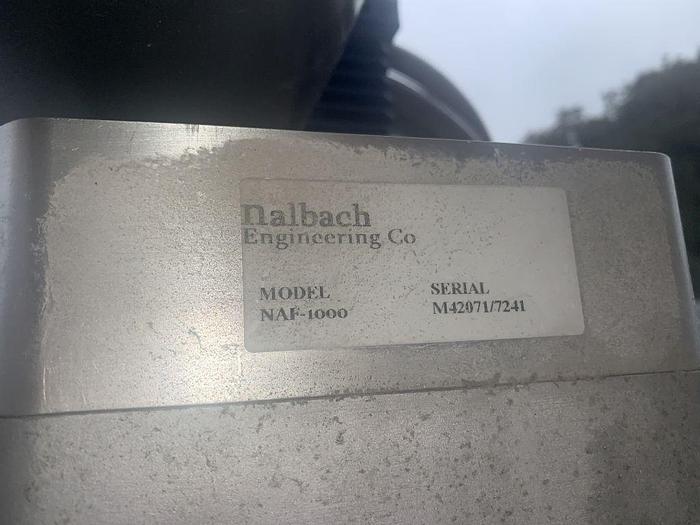 nalbach
Engineering Co
MODEL SERIAL
NAF-1000 M42071/7241